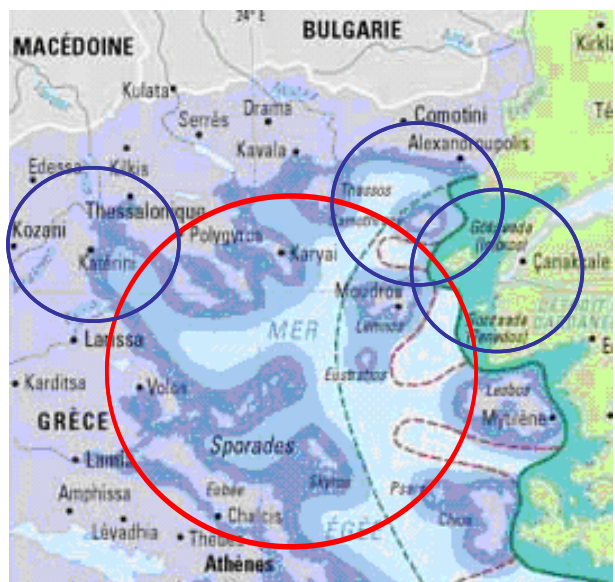 24° E
BULGARIE
MACÉDOINE
Kirkla
Kulata
Drama
Comotini
Serrès
Kavala
Alexandroupolis
Edessa
Kilkis
Thessalonique
Thassos
Kozani
Polygyros
Katérini
Karyai
Çanakkale
Moudros
MER
Lemnos
Larissa
Eustratios
Karditsa
Volos
Lesbos
GRÈCE
Mytilène
Sporades
Lamia
Skyros
Eubée
Psara
Amphissa
Chalcis
Chios
Lévadhia
ÉGÉE
Thèbes
Athènes